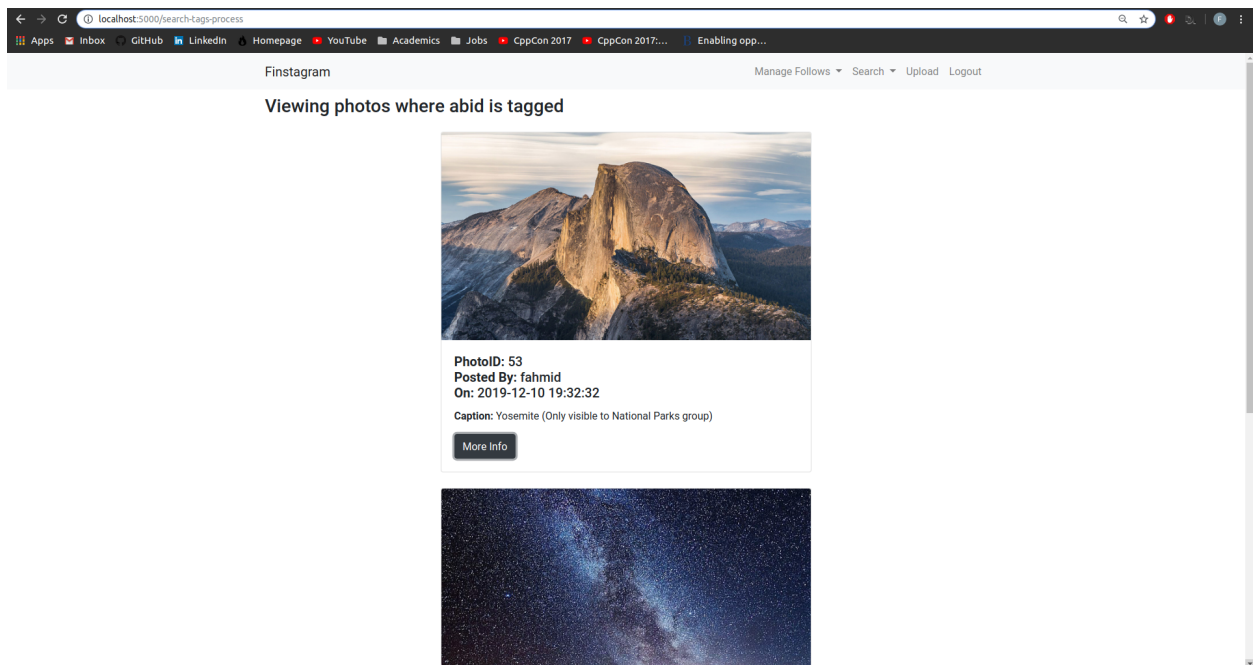 localhost:5000/search-tags-process
Apps Inbox GitHub LinkedIn Homepage YouTube Academics Jobs CppCon 2017 CppCon 2017:... Enabling opp...
Finstagram Manage Follows Search Upload Logout
Viewing photos where abid is tagged
PhotoID: 53
Posted By: fahmid
On: 2019-12-10 19:32:32
Caption: Yosemite (Only visible to National Parks group)
More Info